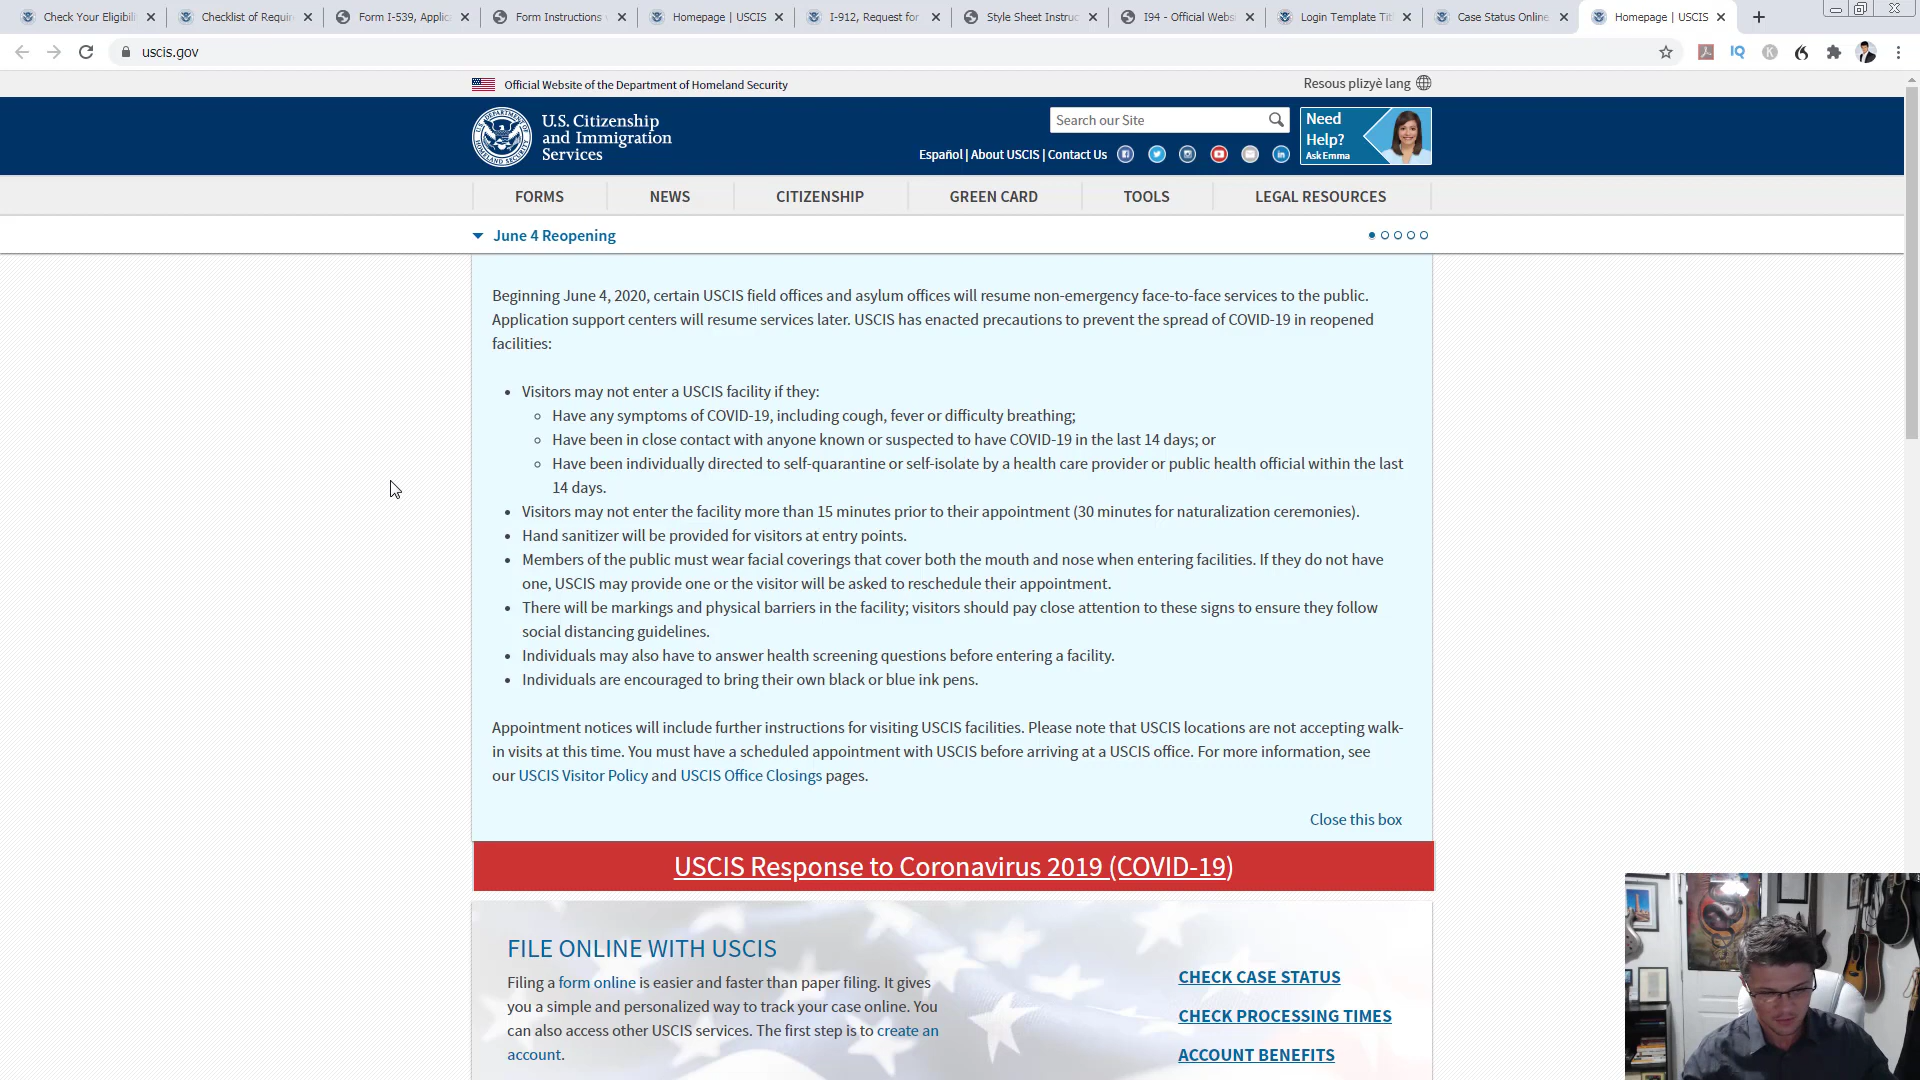 Check Your Eligibili
Checklist of Requir
Form I-539, Applic
Form Instructions
Homepage | USCIS
I-912, Request for
Style Sheet Instruc
I94 - Official Websi
Login Template Tit
Case Status Online
Homepage | USCIS
uscis.gov
Official Website of the Department of Homeland Security
Resous plizyè lang
U.S. Citizenship
and Immigration
Services
Search our Site
Need
Help?
Ask Emma
Español | About USCIS | Contact Us
FORMS
NEWS
CITIZENSHIP
GREEN CARD
TOOLS
LEGAL RESOURCES
June 4 Reopening
Beginning June 4, 2020, certain USCIS field offices and asylum offices will resume non-emergency face-to-face services to the public.
Application support centers will resume services later. USCIS has enacted precautions to prevent the spread of COVID-19 in reopened
facilities:
Visitors may not enter a USCIS facility if they:
Have any symptoms of COVID-19, including cough, fever or difficulty breathing;
Have been in close contact with anyone known or suspected to have COVID-19 in the last 14 days; or
Have been individually directed to self-quarantine or self-isolate by a health care provider or public health official within the last
14 days.
Visitors may not enter the facility more than 15 minutes prior to their appointment (30 minutes for naturalization ceremonies).
Hand sanitizer will be provided for visitors at entry points.
Members of the public must wear facial coverings that cover both the mouth and nose when entering facilities. If they do not have
one, USCIS may provide one or the visitor will be asked to reschedule their appointment.
There will be markings and physical barriers in the facility; visitors should pay close attention to these signs to ensure they follow
social distancing guidelines.
Individuals may also have to answer health screening questions before entering a facility.
Individuals are encouraged to bring their own black or blue ink pens.
Appointment notices will include further instructions for visiting USCIS facilities. Please note that USCIS locations are not accepting walk-
in visits at this time. You must have a scheduled appointment with USCIS before arriving at a USCIS office. For more information, see
our USCIS Visitor Policy and USCIS Office Closings pages.
Close this box
USCIS Response to Coronavirus 2019 (COVID-19)
FILE ONLINE WITH USCIS
Filing a form online is easier and faster than paper filing. It gives
you a simple and personalized way to track your case online. You
can also access other USCIS services. The first step is to create an
account.
CHECK CASE STATUS
CHECK PROCESSING TIMES
ACCOUNT BENEFITS